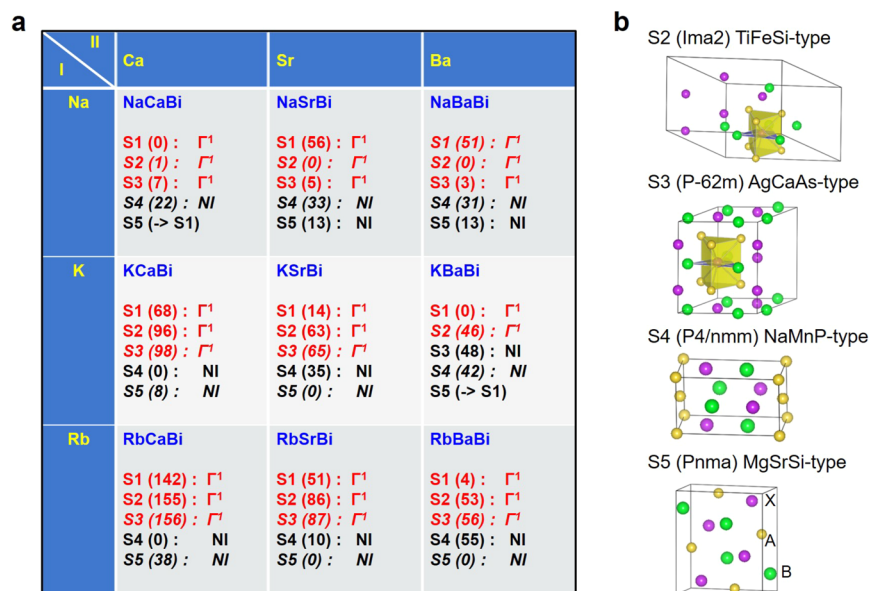 a
II
I
Ca
Sr
Ba
Na
NaCaBi
S1 (0) : Γ¹
S2 (1) : Γ¹
S3 (7) : Γ¹
S4 (22) : NI
S5 (-> S1)
NaSrBi
S1 (56) : Γ¹
S2 (0) : Γ¹
S3 (5) : Γ¹
S4 (33) : NI
S5 (13) : NI
NaBaBi
S1 (51) : Γ¹
S2 (0) : Γ¹
S3 (3) : Γ¹
S4 (31) : NI
S5 (13) : NI
K
KCaBi
S1 (68) : Γ¹
S2 (96) : Γ¹
S3 (98) : Γ¹
S4 (0) : NI
S5 (8) : NI
KSrBi
S1 (14) : Γ¹
S2 (63) : Γ¹
S3 (65) : Γ¹
S4 (35) : NI
S5 (0) : NI
KBaBi
S1 (0) : Γ¹
S2 (46) : Γ¹
S3 (48) : NI
S4 (42) : NI
S5 (-> S1)
Rb
RbCaBi
S1 (142) : Γ¹
S2 (155) : Γ¹
S3 (156) : Γ¹
S4 (0) : NI
S5 (38) : NI
RbSrBi
S1 (51) : Γ¹
S2 (86) : Γ¹
S3 (87) : Γ¹
S4 (10) : NI
S5 (0) : NI
RbBaBi
S1 (4) : Γ¹
S2 (53) : Γ¹
S3 (56) : Γ¹
S4 (55) : NI
S5 (0) : NI
b
S2 (Ima2) TiFeSi-type
S3 (P-62m) AgCaAs-type
S4 (P4/nmm) NaMnP-type
S5 (Pnma) MgSrSi-type
X
A
B